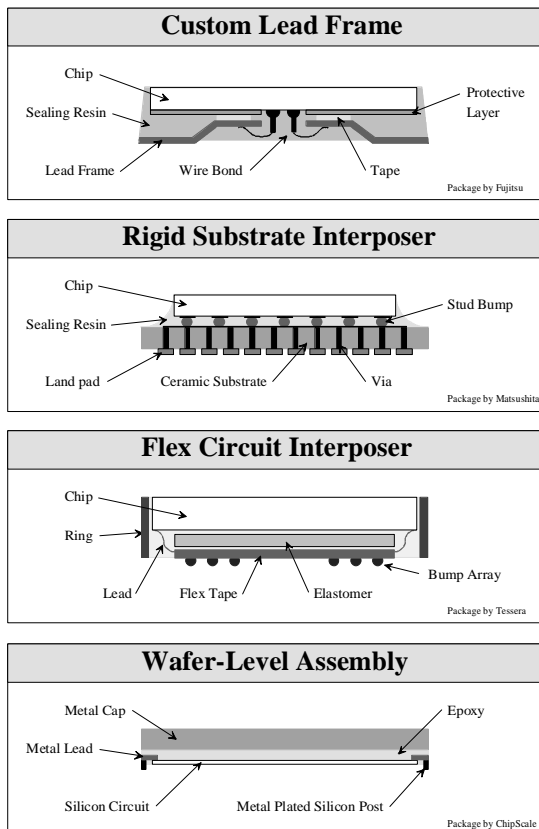 Custom Lead Frame
Chip
Sealing Resin
Protective
Layer
Lead Frame
Wire Bond
Tape
Package by Fujitsu
Rigid Substrate Interposer
Chip
Stud Bump
Sealing Resin
Land pad
Ceramic Substrate
Via
Package by Matsushita
Flex Circuit Interposer
Chip
Ring
Lead
Flex Tape
Elastomer
Bump Array
Package by Tessera
Wafer-Level Assembly
Metal Cap
Epoxy
Metal Lead
Silicon Circuit
Metal Plated Silicon Post
Package by ChipScale